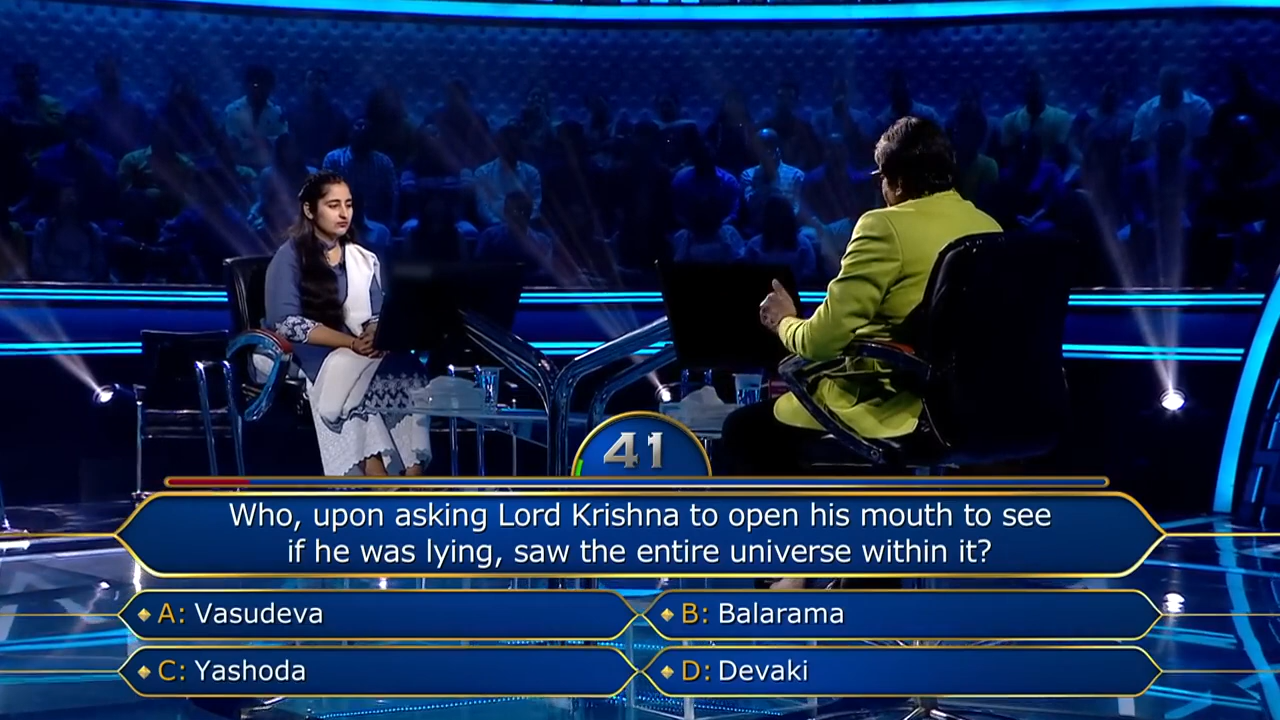 41
Who, upon asking Lord Krishna to open his mouth to see
if he was lying, saw the entire universe within it?
A: Vasudeva
B: Balarama
C: Yashoda
D: Devaki